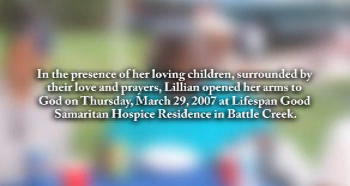 In the presence of her loving children, surrounded by
their love and prayers, Lillian opened her arms to
God on Thursday, March 29, 2007 at Lifespan Good
Samaritan Hospice Residence in Battle Creek.